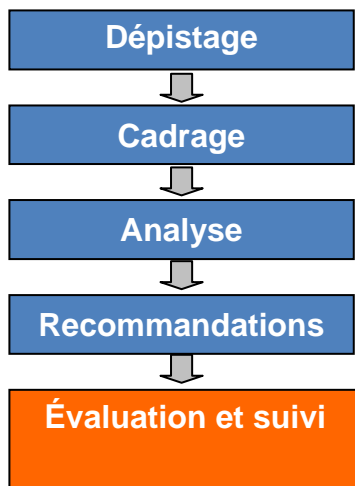 Dépistage
Cadrage
Analyse
Recommandations
Évaluation et suivi